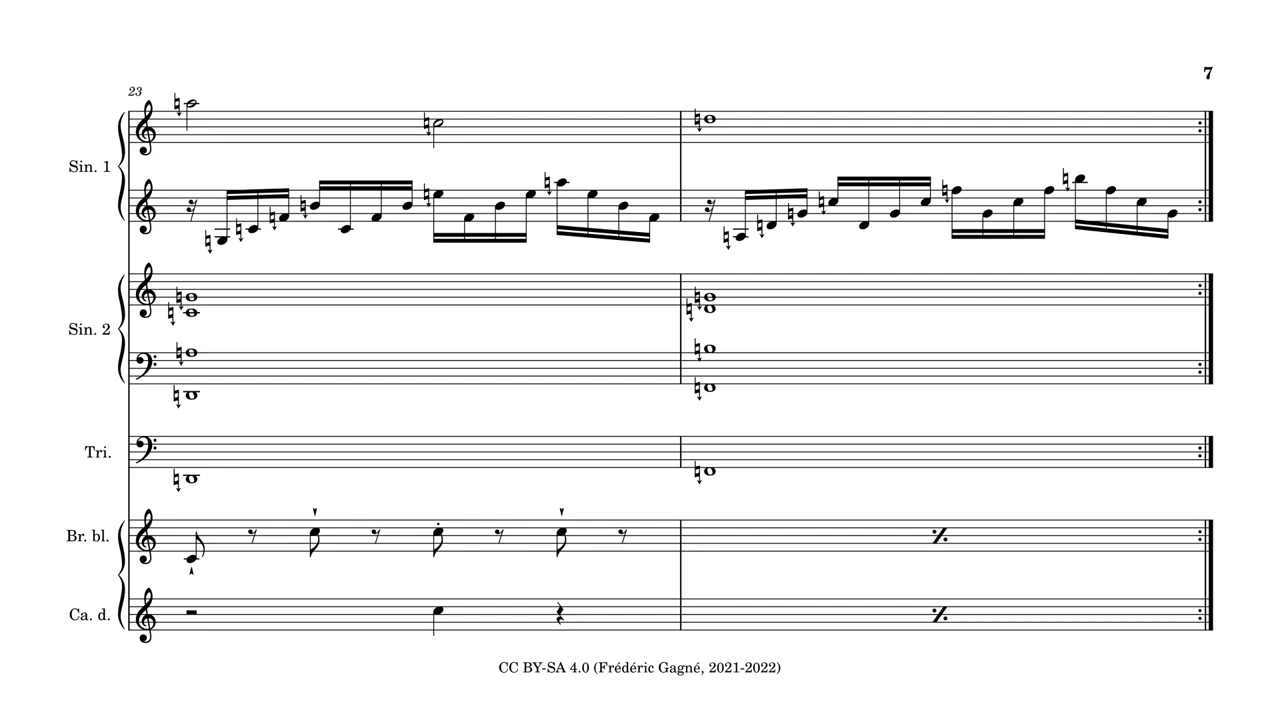 7
23
Sin. 1
Sin. 2
Tri.
Br. bl.
Ca. d.
CC BY-SA 4.0 (Frédéric Gagné, 2021-2022)